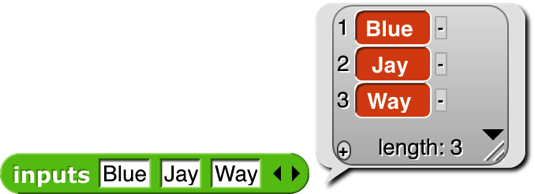 1 Blue -
2 Jay -
3 Way -
+ length: 3
inputs Blue Jay Way